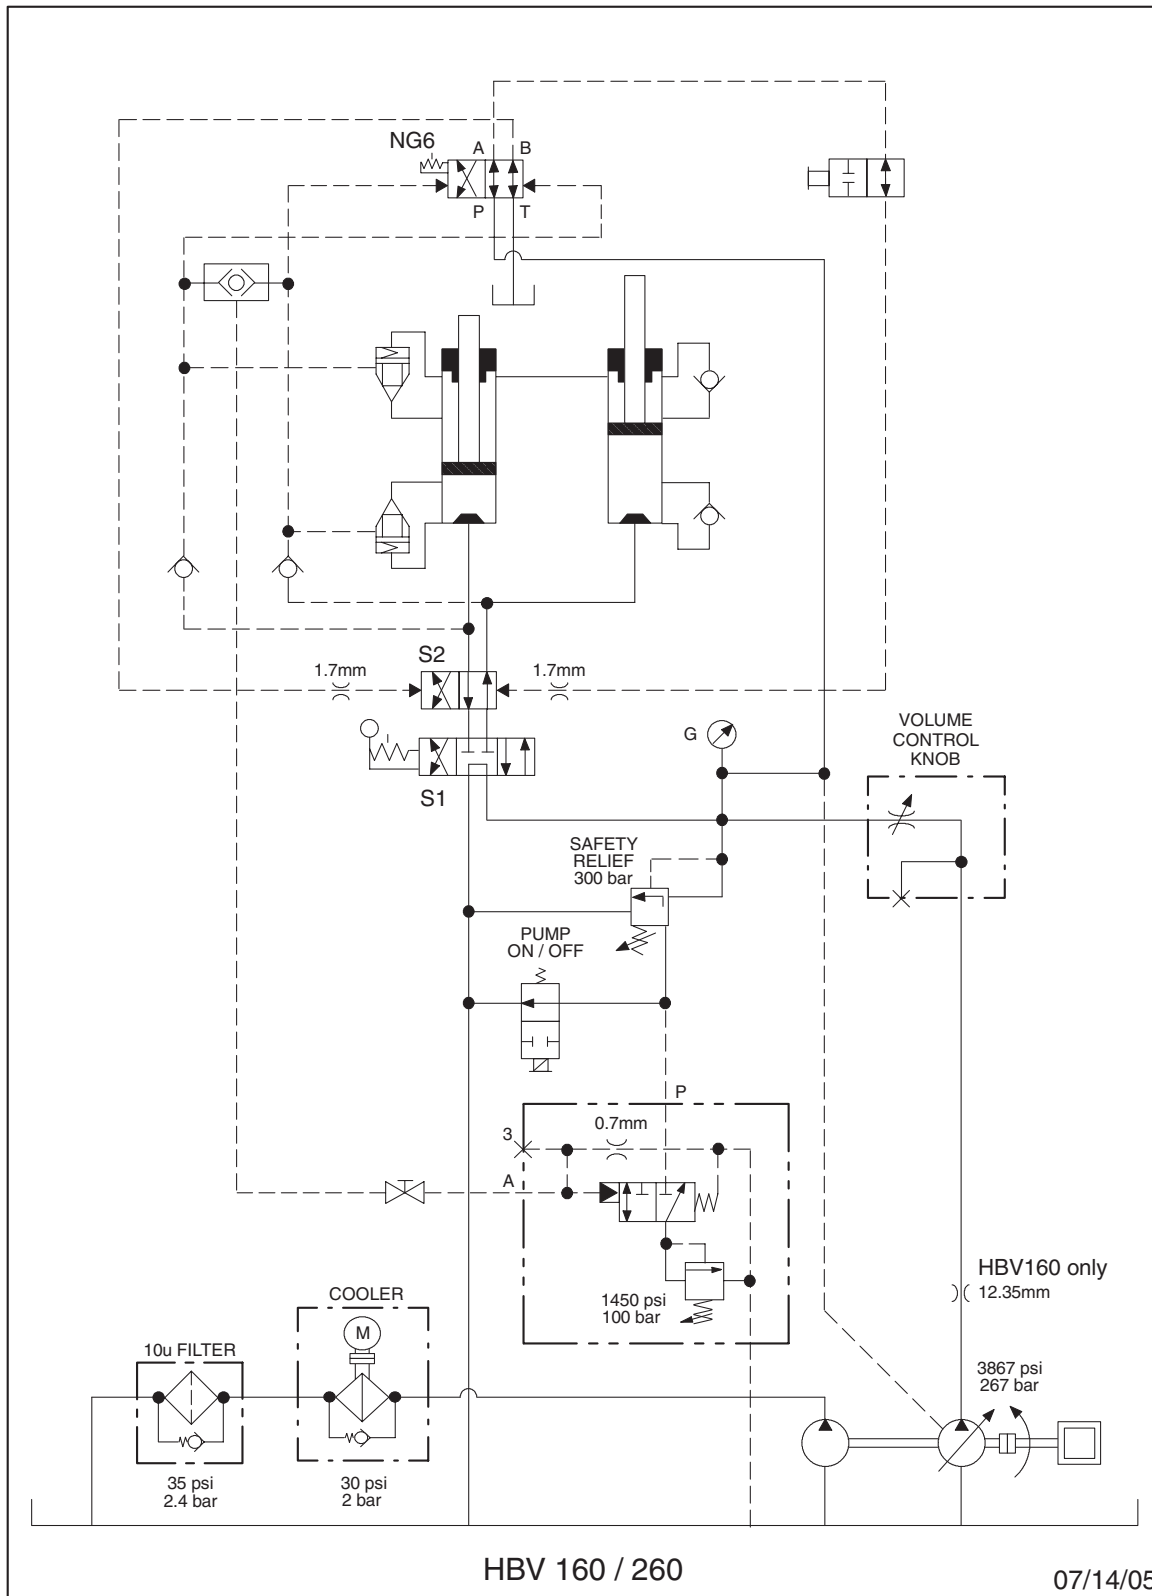 NG6
A
B
P
T
S2
1.7mm
1.7mm
S1
G
VOLUME
CONTROL
KNOB
SAFETY
RELIEF
300 bar
PUMP
ON / OFF
P
3
0.7mm
A
1450 psi
100 bar
HBV160 only
12.35mm
COOLER
M
10u FILTER
3867 psi
267 bar
35 psi
2.4 bar
30 psi
2 bar
HBV 160 / 260
07/14/05